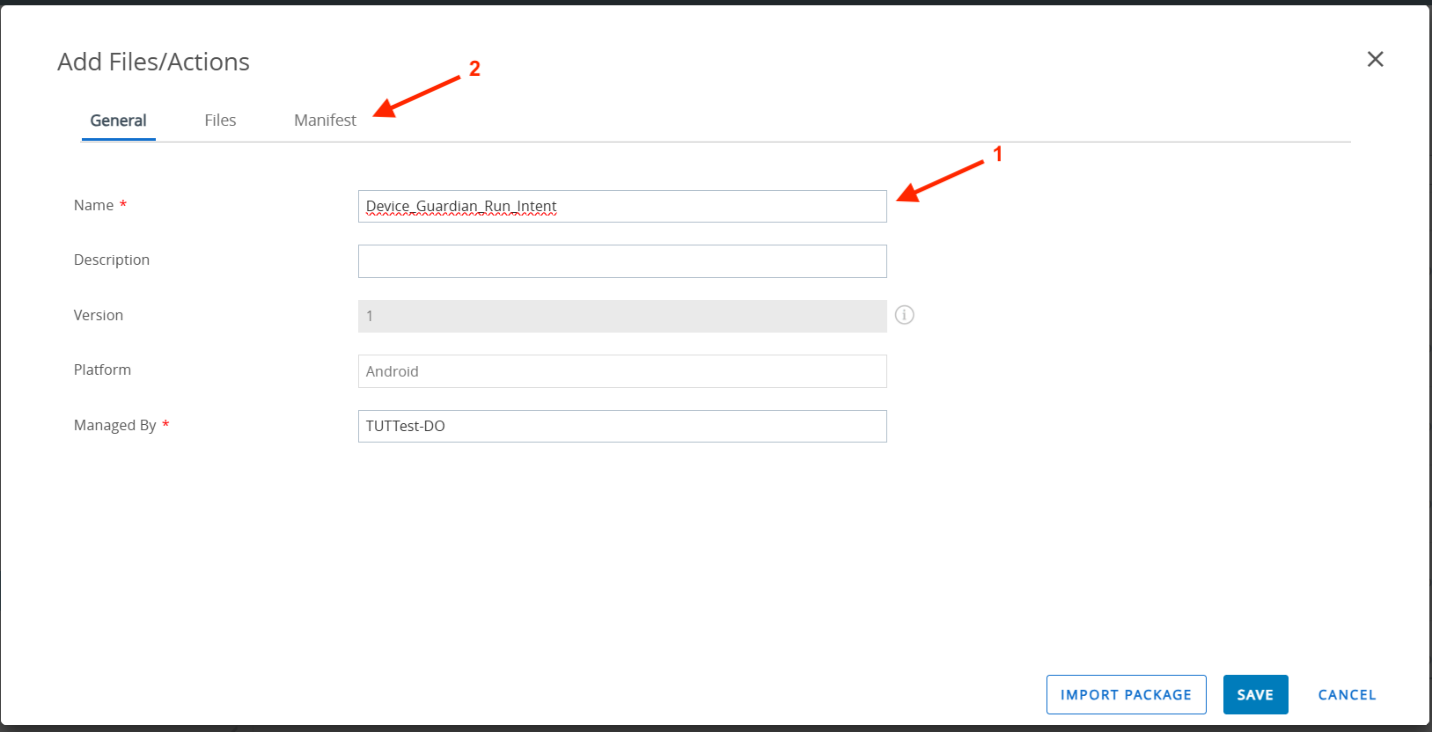 Add Files/Actions
2
General Files Manifest
1
Name * Device_Guardian_Run_Intent
Description
Version 1
Platform Android
Managed By * TUTTest-DO
IMPORT PACKAGE SAVE CANCEL